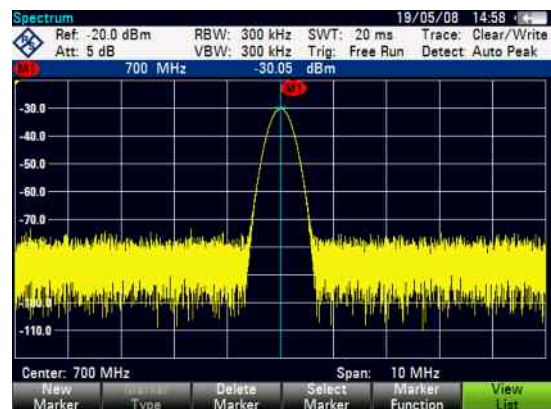 Spectrum 19/05/08 14:58
Ref: -20.0 dBm RBW: 300 kHz SWT: 20 ms Trace: Clear/Write
Att: 5 dB VBW: 300 kHz Trig: Free Run Detect: Auto Peak
M1 700 MHz -30.05 dBm
M1
-30.0
-40.0
-50.0
-60.0
-70.0
-100.0
-110.0
Center: 700 MHz Span: 10 MHz
New Marker
Marker Type
Delete Marker
Select Marker
Marker Function
View List